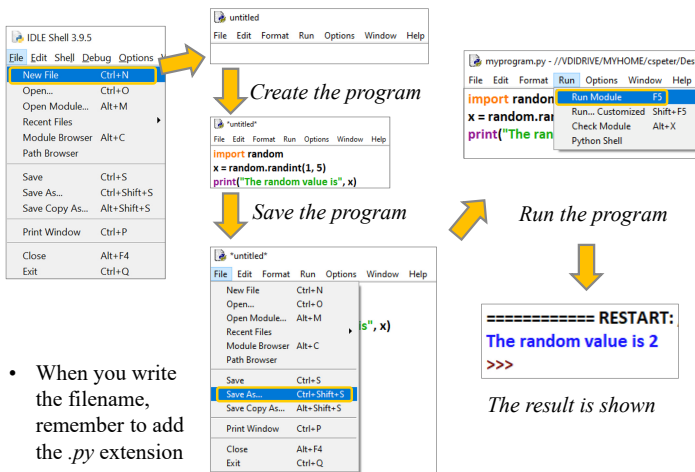 IDLE Shell 3.9.5
File Edit Shell Debug Options
New File Ctrl+N
Open... Ctrl+O
Open Module... Alt+M
Recent Files
Module Browser Alt+C
Path Browser
Save Ctrl+S
Save As... Ctrl+Shift+S
Save Copy As... Alt+Shift+S
Print Window Ctrl+P
Close Alt+F4
Exit Ctrl+Q
untitled
File Edit Format Run Options Window Help
Create the program
*untitled*
File Edit Format Run Options Window Help
import random
x = random.randint(1, 5)
print("The random value is", x)
Save the program
*untitled*
File Edit Format Run Options Window Help
New File Ctrl+N
Open... Ctrl+O
Open Module... Alt+M
is", x)
Recent Files
Module Browser Alt+C
Path Browser
Save Ctrl+S
Save As... Ctrl+Shift+S
Save Copy As... Alt+Shift+S
Print Window Ctrl+P
Close Alt+F4
Exit Ctrl+Q
• When you write
the filename,
remember to add
the .py extension
myprogram.py - //VDIDRIVE/MYHOME/cspeter/Des
File Edit Format Run Options Window Help
import random
x = random.rar
print("The ran
Run Module F5
Run... Customized Shift+F5
Check Module Alt+X
Python Shell
Run the program
============ RESTART:
The random value is 2
>>>
The result is shown